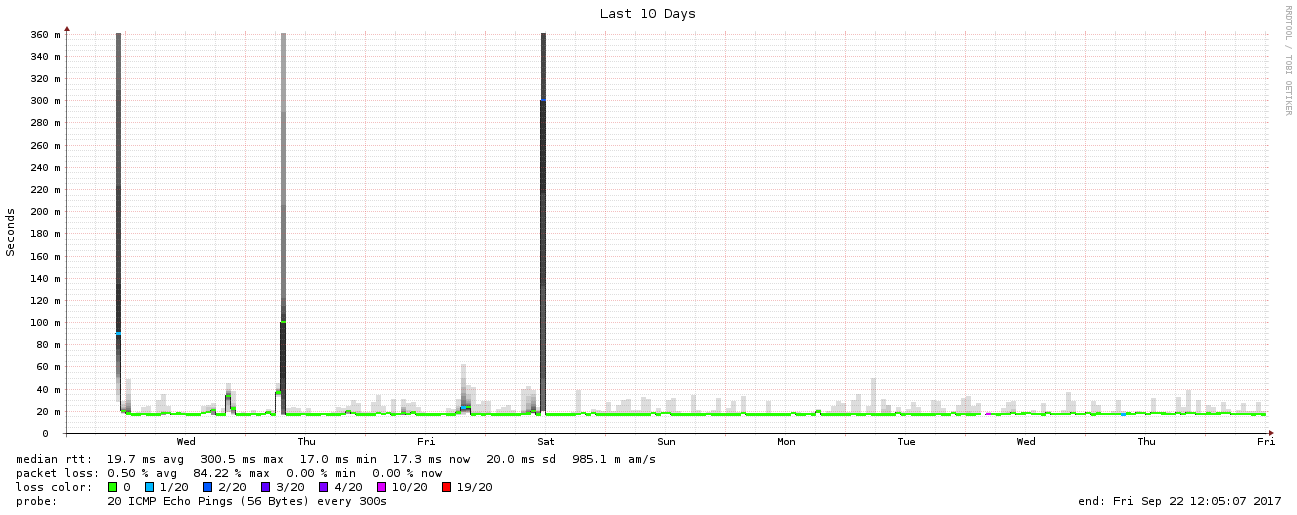 Last 10 Days
RRDTOOL / TOBI OETIKER
Seconds
360 m
340 m
320 m
300 m
280 m
260 m
240 m
220 m
200 m
180 m
160 m
140 m
120 m
100 m
80 m
60 m
40 m
20 m
0
Wed Thu Fri Sat Sun Mon Tue Wed Thu Fri
median rtt: 19.7 ms avg 300.5 ms max 17.0 ms min 17.3 ms now 20.0 ms sd 985.1 m am/s
packet loss: 0.50 % avg 84.22 % max 0.00 % min 0.00 % now
loss color: 0 1/20 2/20 3/20 4/20 10/20 19/20
probe: 20 ICMP Echo Pings (56 Bytes) every 300s end: Fri Sep 22 12:05:07 2017